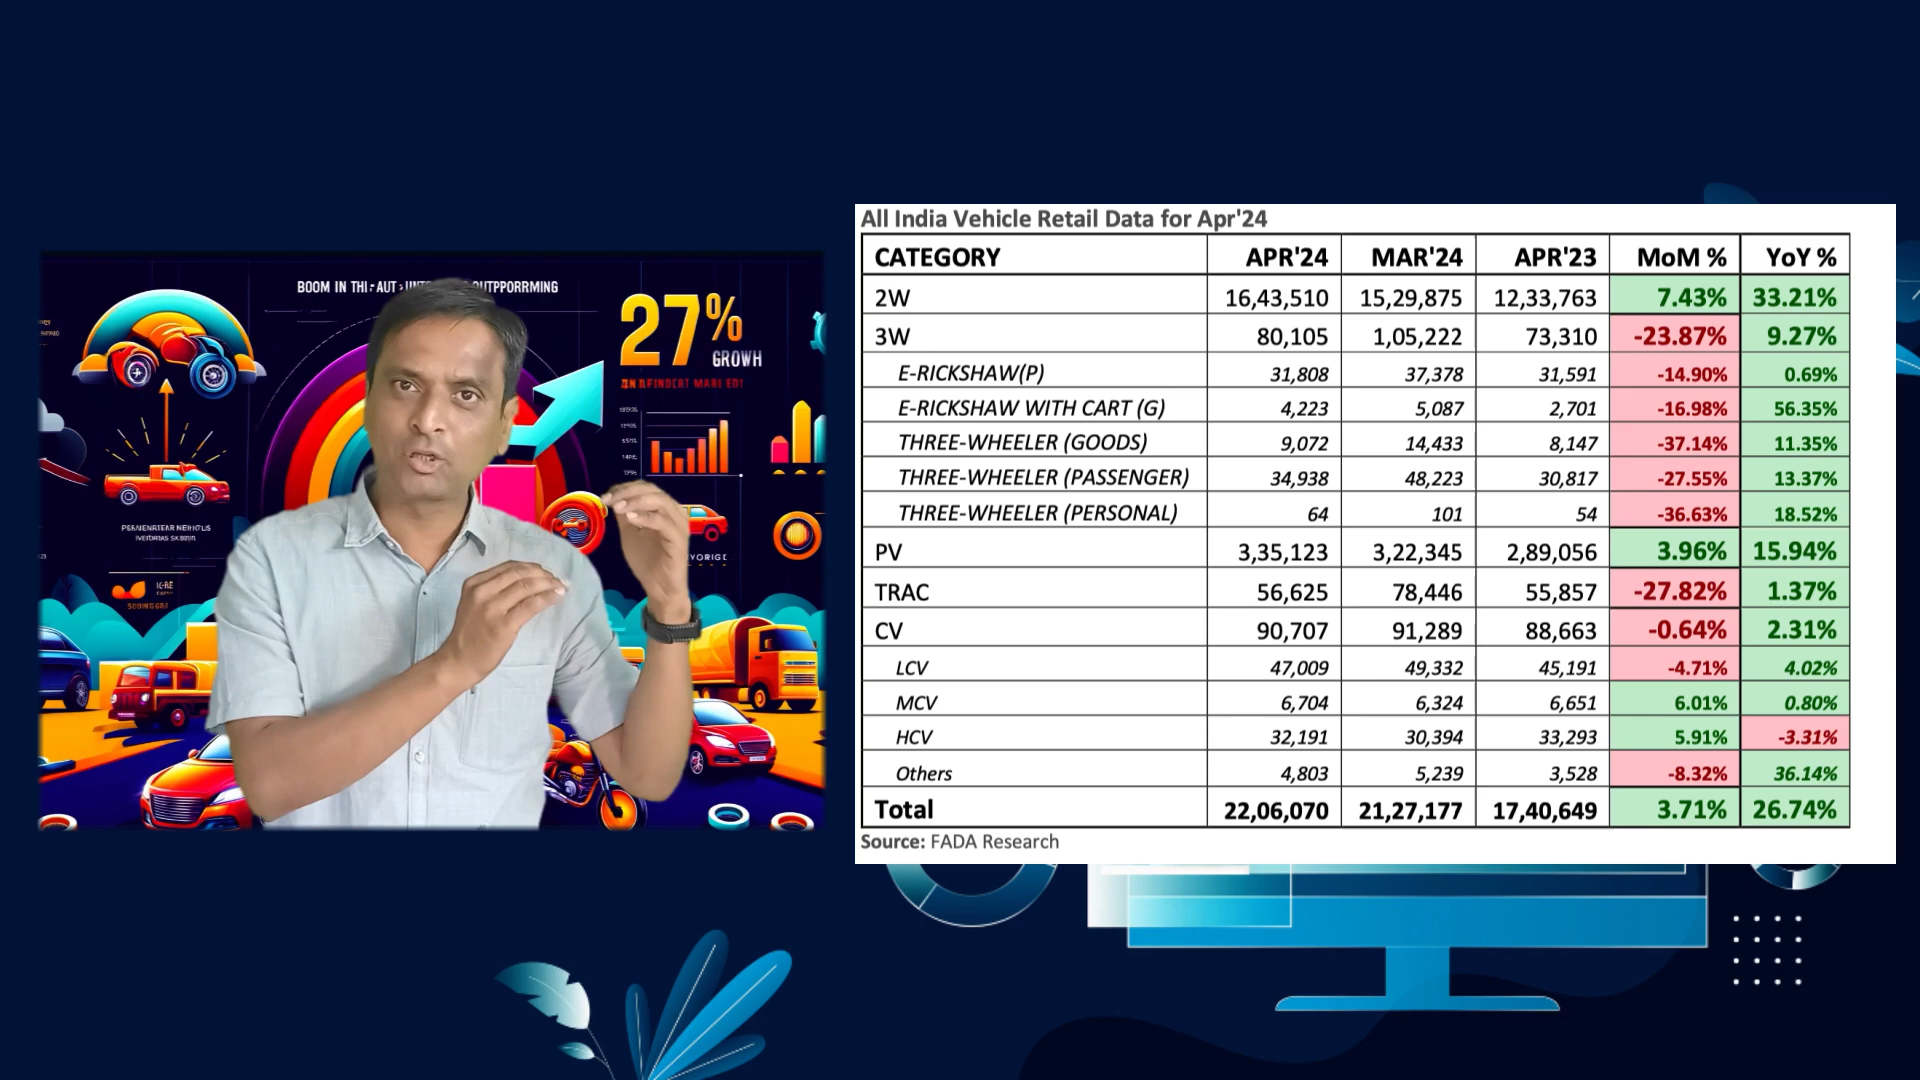 BOOM IN THI
27%
GROWH
All India Vehicle Retail Data for Apr'24
CATEGORY APR'24 MAR'24 APR'23 MoM % YoY %
2W 16,43,510 15,29,875 12,33,763 7.43% 33.21%
3W 80,105 1,05,222 73,310 -23.87% 9.27%
E-RICKSHAW(P) 31,808 37,378 31,591 -14.90% 0.69%
E-RICKSHAW WITH CART (G) 4,223 5,087 2,701 -16.98% 56.35%
THREE-WHEELER (GOODS) 9,072 14,433 8,147 -37.14% 11.35%
THREE-WHEELER (PASSENGER) 34,938 48,223 30,817 -27.55% 13.37%
THREE-WHEELER (PERSONAL) 64 101 54 -36.63% 18.52%
PV 3,35,123 3,22,345 2,89,056 3.96% 15.94%
TRAC 56,625 78,446 55,857 -27.82% 1.37%
CV 90,707 91,289 88,663 -0.64% 2.31%
LCV 47,009 49,332 45,191 -4.71% 4.02%
MCV 6,704 6,324 6,651 6.01% 0.80%
HCV 32,191 30,394 33,293 5.91% -3.31%
Others 4,803 5,239 3,528 -8.32% 36.14%
Total 22,06,070 21,27,177 17,40,649 3.71% 26.74%
Source: FADA Research